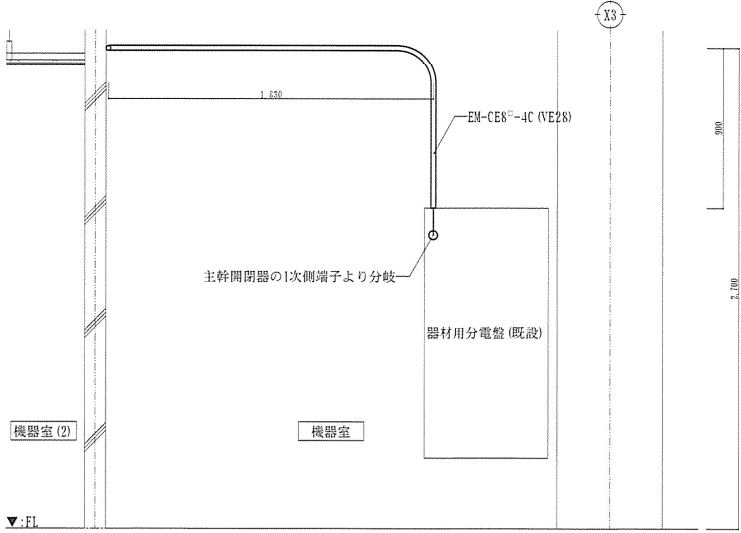 X3
1,830
EM-CE8□-4C (VE28)
900
主幹開閉器の1次側端子より分岐
2,700
器材用分電盤(既設)
機器室(2)
機器室
▼:FL